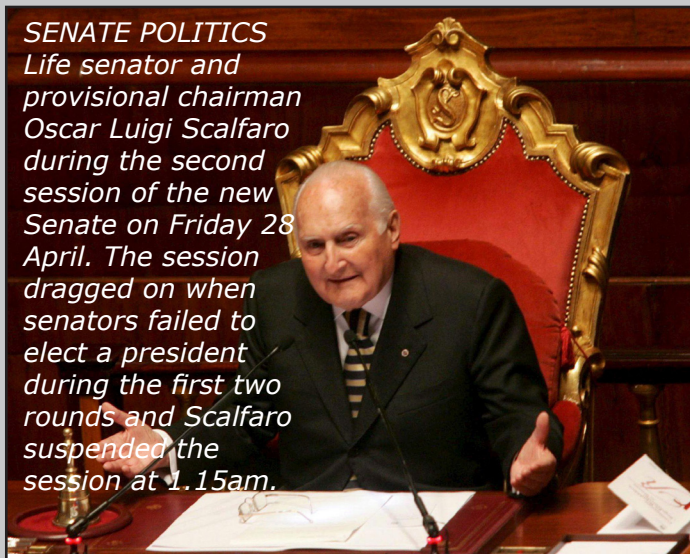 SENATE POLITICS
Life senator and
provisional chairman
Oscar Luigi Scalfaro
during the second
session of the new
Senate on Friday 28
April. The session
dragged on when
senators failed to
elect a president
during the first two
rounds and Scalfaro
suspended the
session at 1.15am.